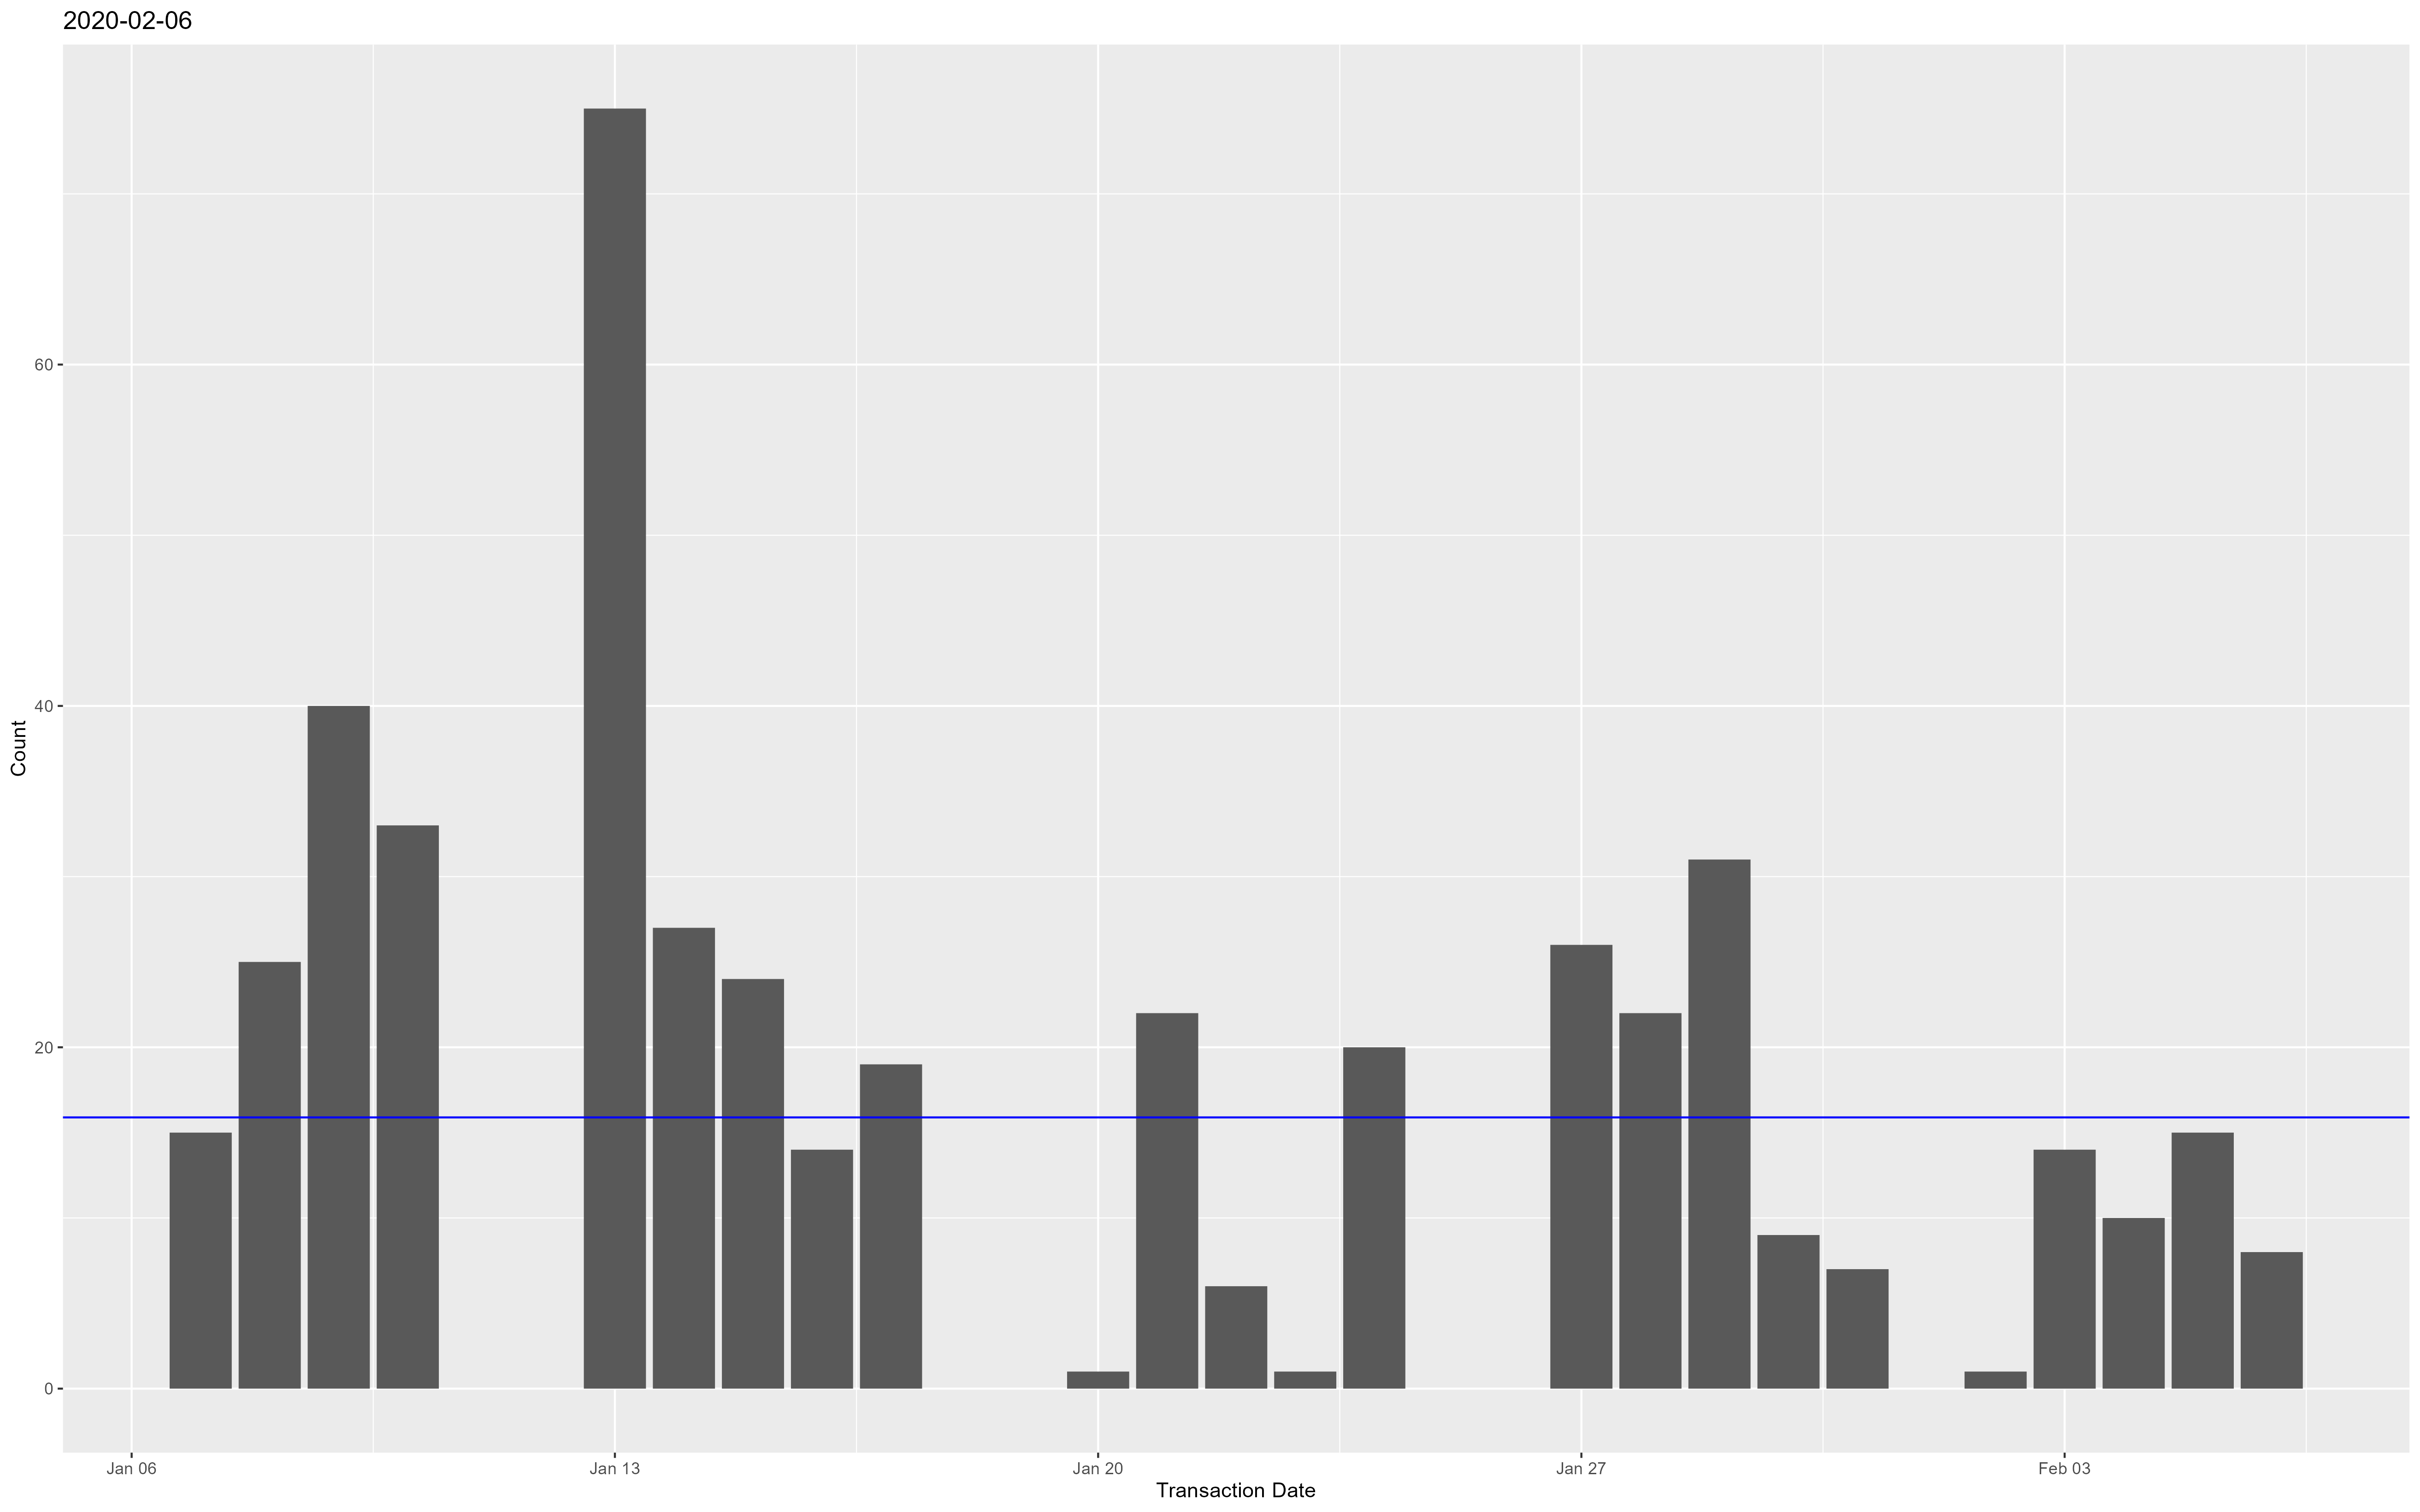 2020-02-06
Count
60
40
20
0
Jan 06
Jan 13
Jan 20
Jan 27
Feb 03
Transaction Date